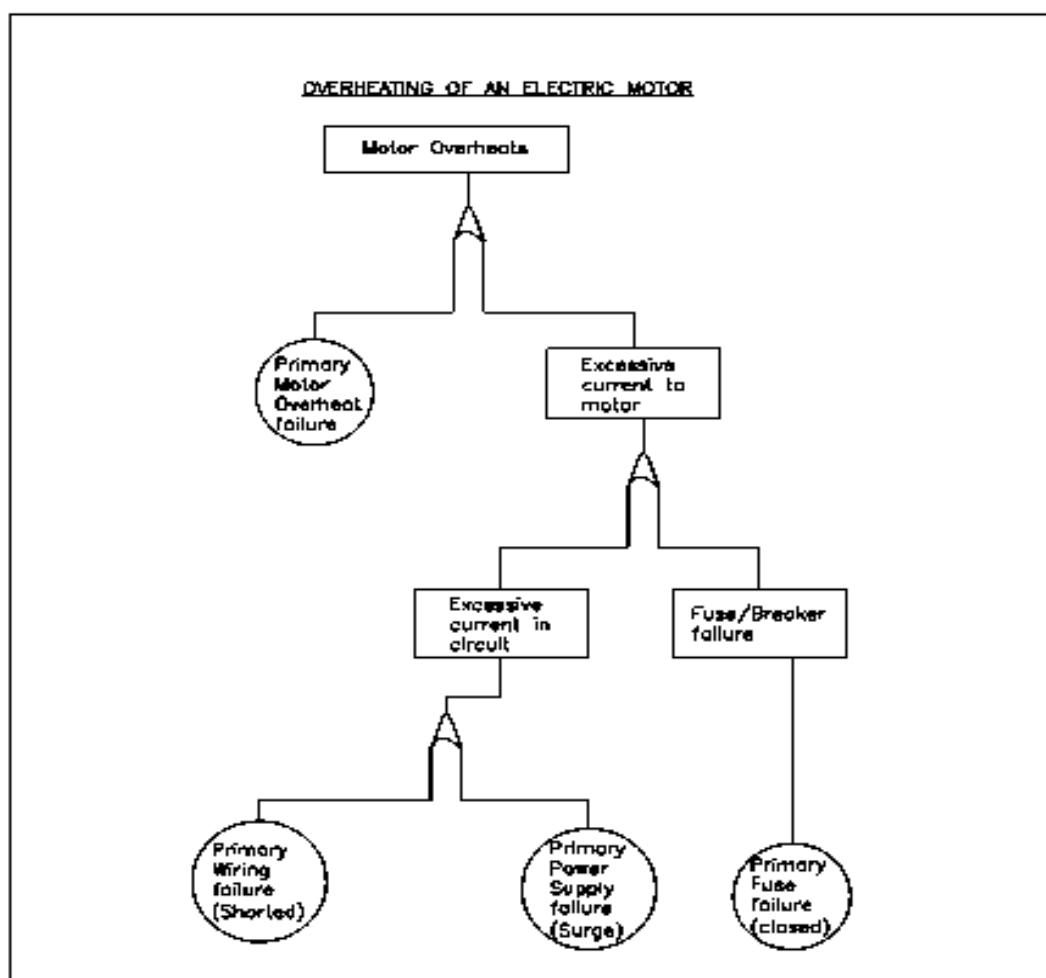 OVERHEATING OF AN ELECTRIC MOTOR
Motor Overheats
Primary
Motor
Overheat
failure
Excessive
current to
motor
Excessive
current in
circuit
Fuse/Breaker
failure
Primary
Wiring
failure
(Shorted)
Primary
Power
Supply
failure
(Surge)
Primary
Fuse
failure
(closed)